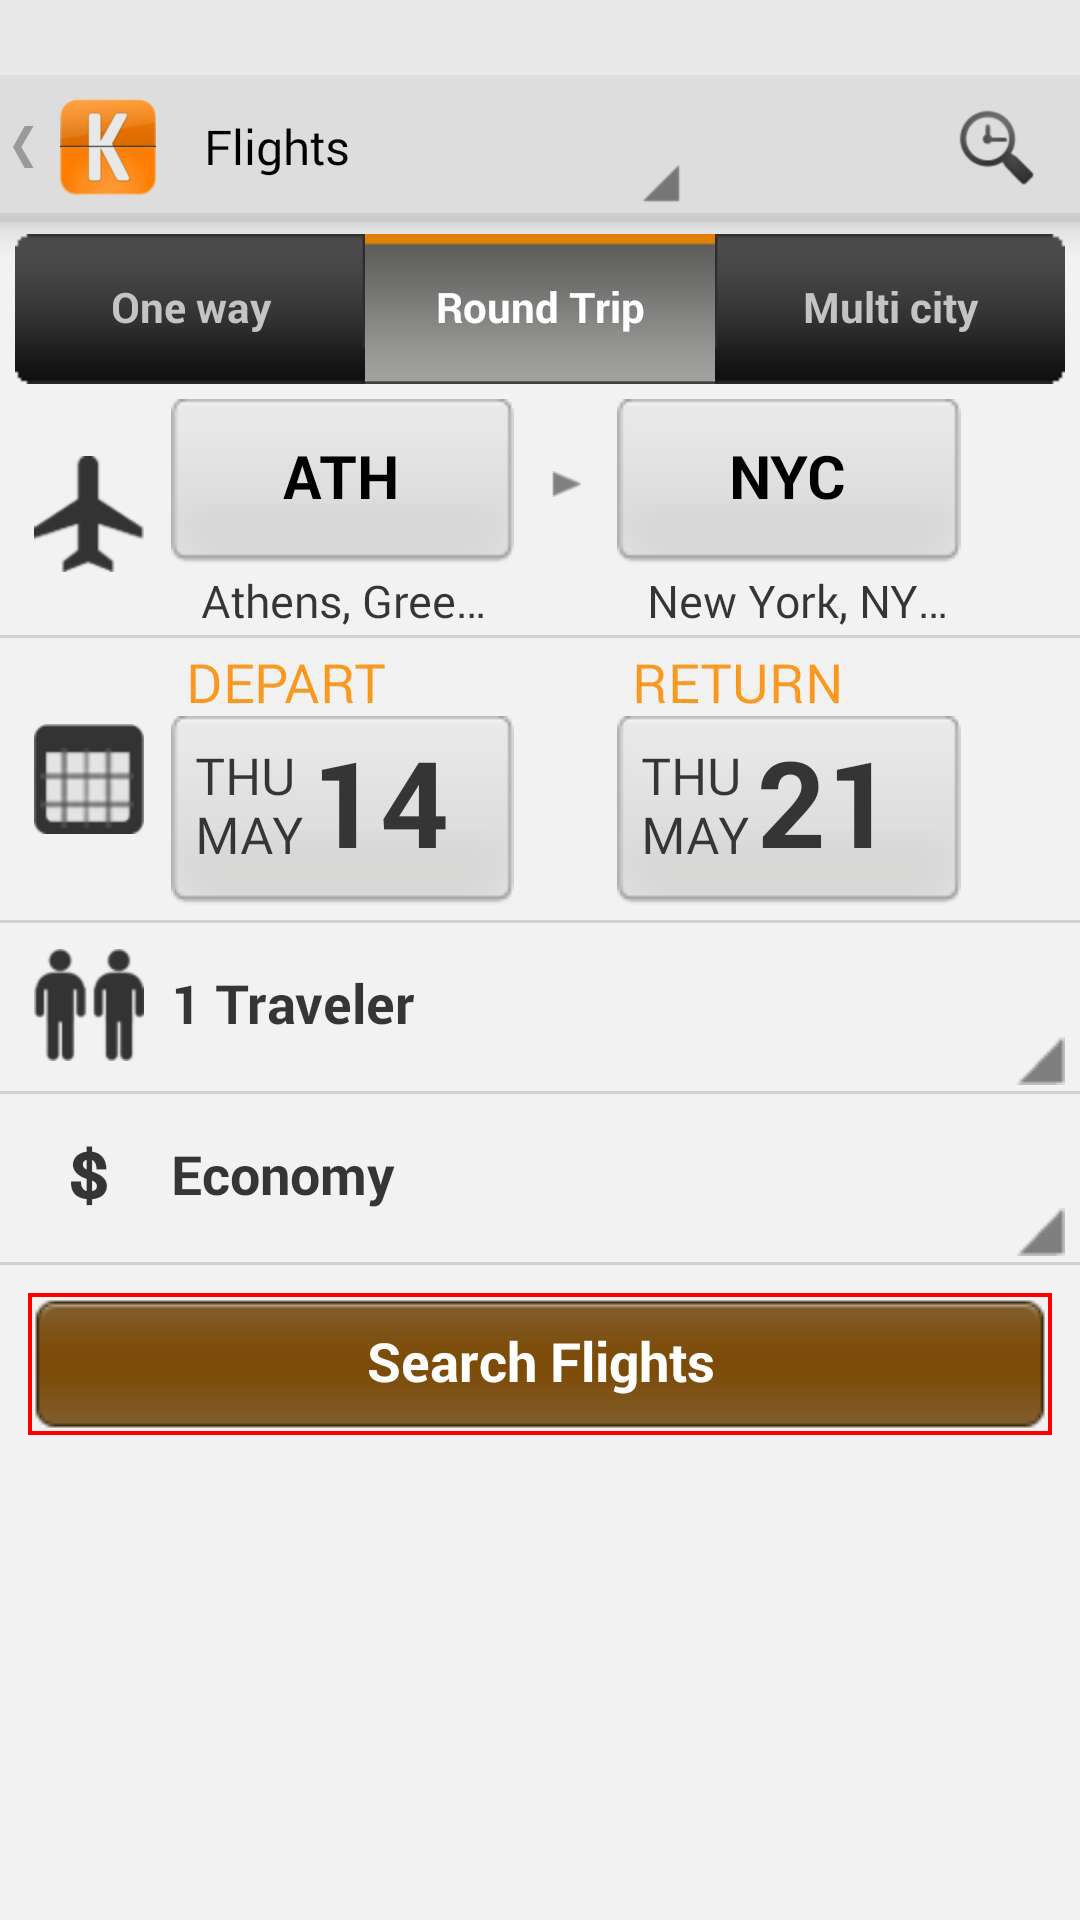 K Flights
One way Round Trip Multi city
ATH NYC
Athens, Gree... New York, NY...
DEPART RETURN
THU MAY 14 THU MAY 21
1 Traveler
$ Economy
Search Flights